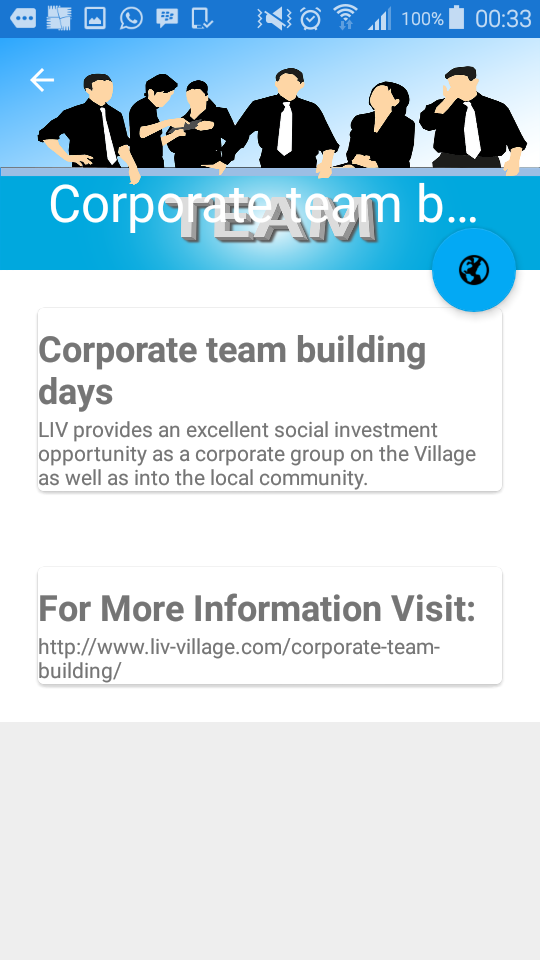 100% 00:33
Corporate team b...
TEAM
Corporate team building
days
LIV provides an excellent social investment
opportunity as a corporate group on the Village
as well as into the local community.
For More Information Visit:
http://www.liv-village.com/corporate-team-
building/